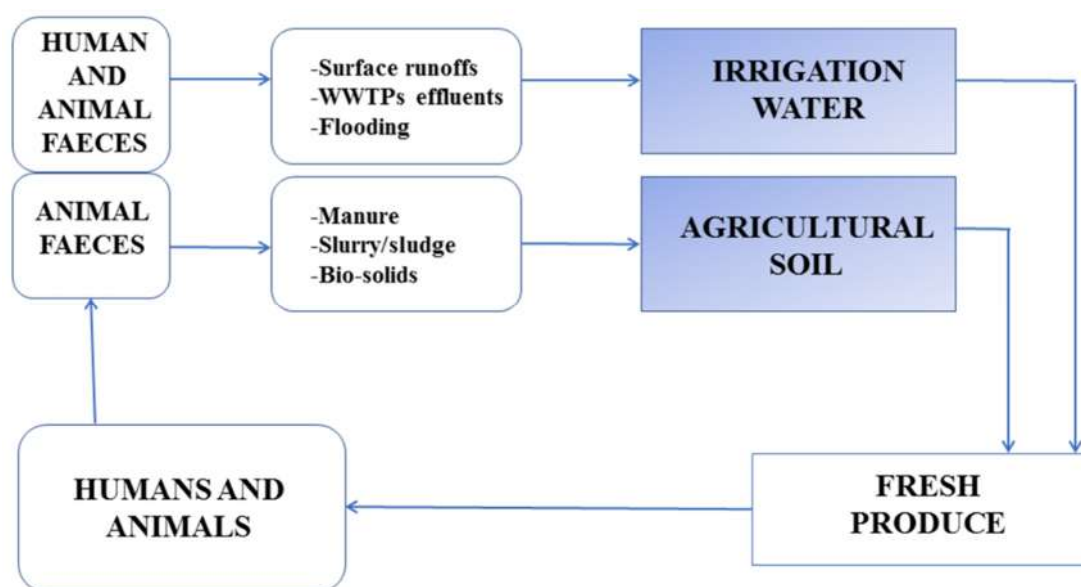 HUMAN
AND
ANIMAL
FAECES
-Surface runoffs
-WWTPs effluents
-Flooding
IRRIGATION
WATER
ANIMAL
FAECES
-Manure
-Slurry/sludge
-Bio-solids
AGRICULTURAL
SOIL
HUMANS AND
ANIMALS
FRESH
PRODUCE